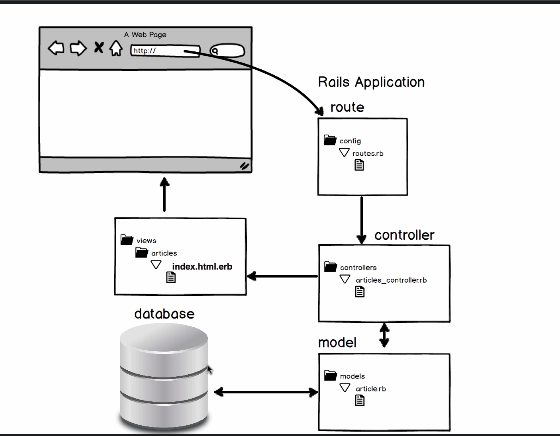 A Web Page
http://
Rails Application
route
config
routes.rb
controller
controllers
articles_controller.rb
views
articles
index.html.erb
database
model
models
article.rb